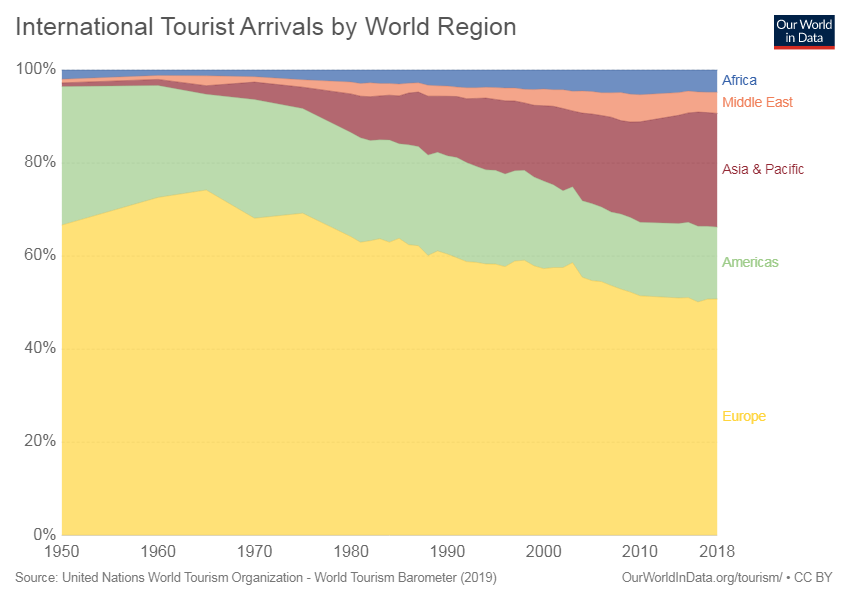 International Tourist Arrivals by World Region
Our World
in Data
100%
80%
60%
40%
20%
0%
Africa
Middle East
Asia & Pacific
Americas
Europe
1950 1960 1970 1980 1990 2000 2010 2018
Source: United Nations World Tourism Organization - World Tourism Barometer (2019)
OurWorldInData.org/tourism/ • CC BY